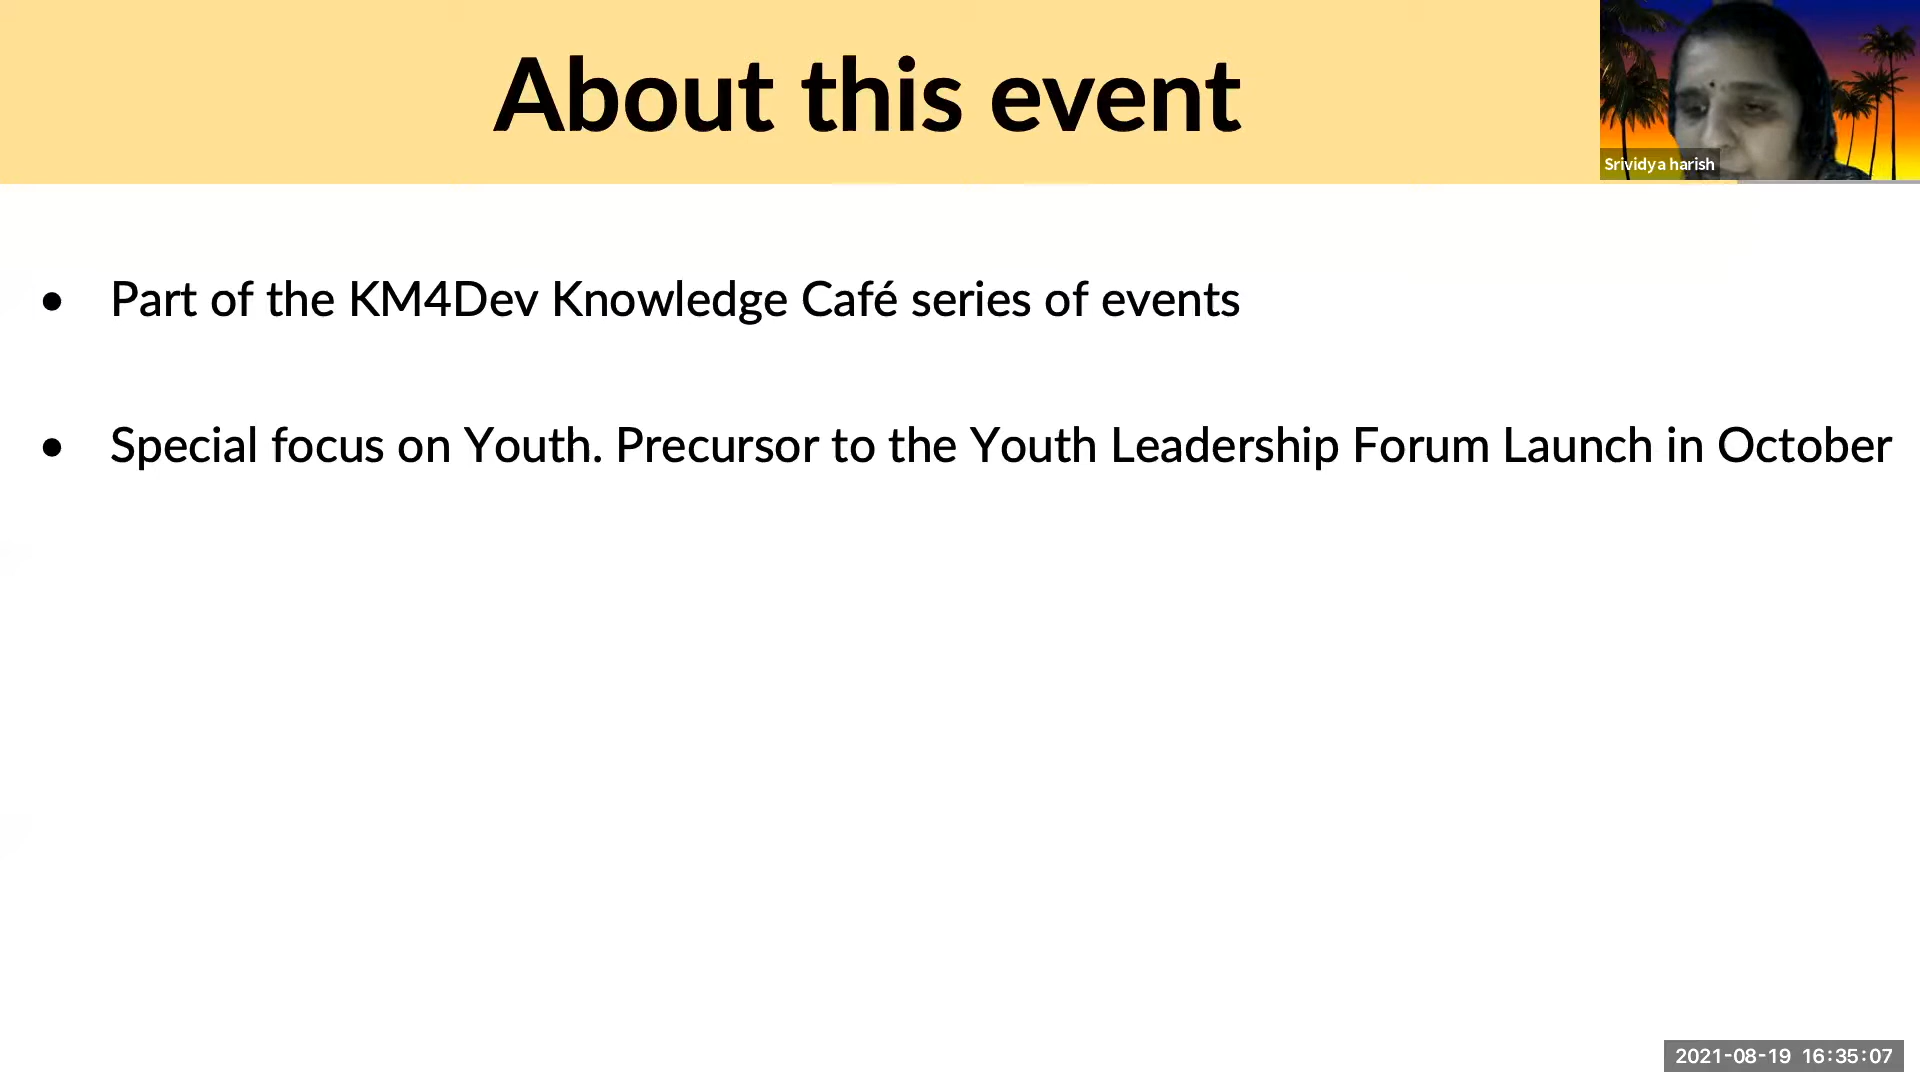 About this event
Srividya harish
• Part of the KM4Dev Knowledge Café series of events
• Special focus on Youth. Precursor to the Youth Leadership Forum Launch in October
2021-08-19 16:35:07